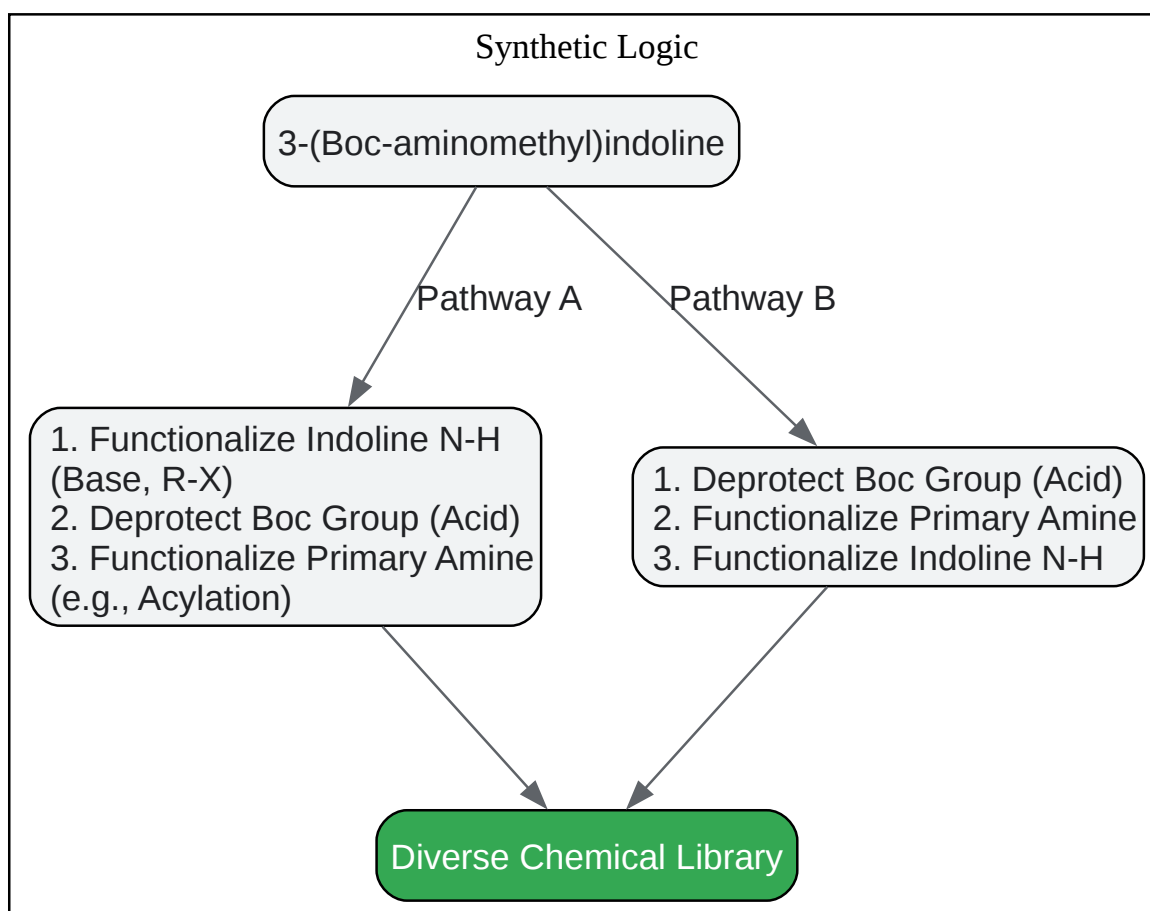 Synthetic Logic
3-(Boc-aminomethyl)indoline
Pathway A
Pathway B
1. Functionalize Indoline N-H
(Base, R-X)
2. Deprotect Boc Group (Acid)
3. Functionalize Primary Amine
(e.g., Acylation)
1. Deprotect Boc Group (Acid)
2. Functionalize Primary Amine
3. Functionalize Indoline N-H
Diverse Chemical Library